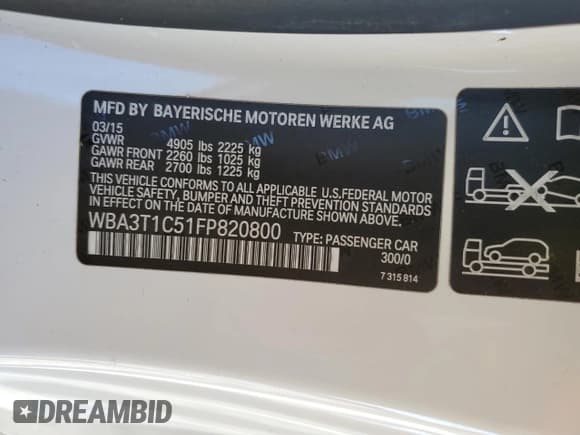 MFD BY BAYERISCHE MOTOREN WERKE AG
03/15
GVWR 4905 lbs 2225 kg
GAWR FRONT 2260 lbs 1025 kg
GAWR REAR 2700 lbs 1225 kg
THIS VEHICLE CONFORMS TO ALL APPLICABLE U.S.FEDERAL MOTOR
VEHICLE SAFETY, BUMPER AND THEFT PREVENTION STANDARDS
IN EFFECT ON THE DATE OF MANUFACTURE SHOWN ABOVE.
WBA3T1C51FP820800
TYPE: PASSENGER CAR
300/0
7 315 814
BMW
BMW
BMW
DREAMBID